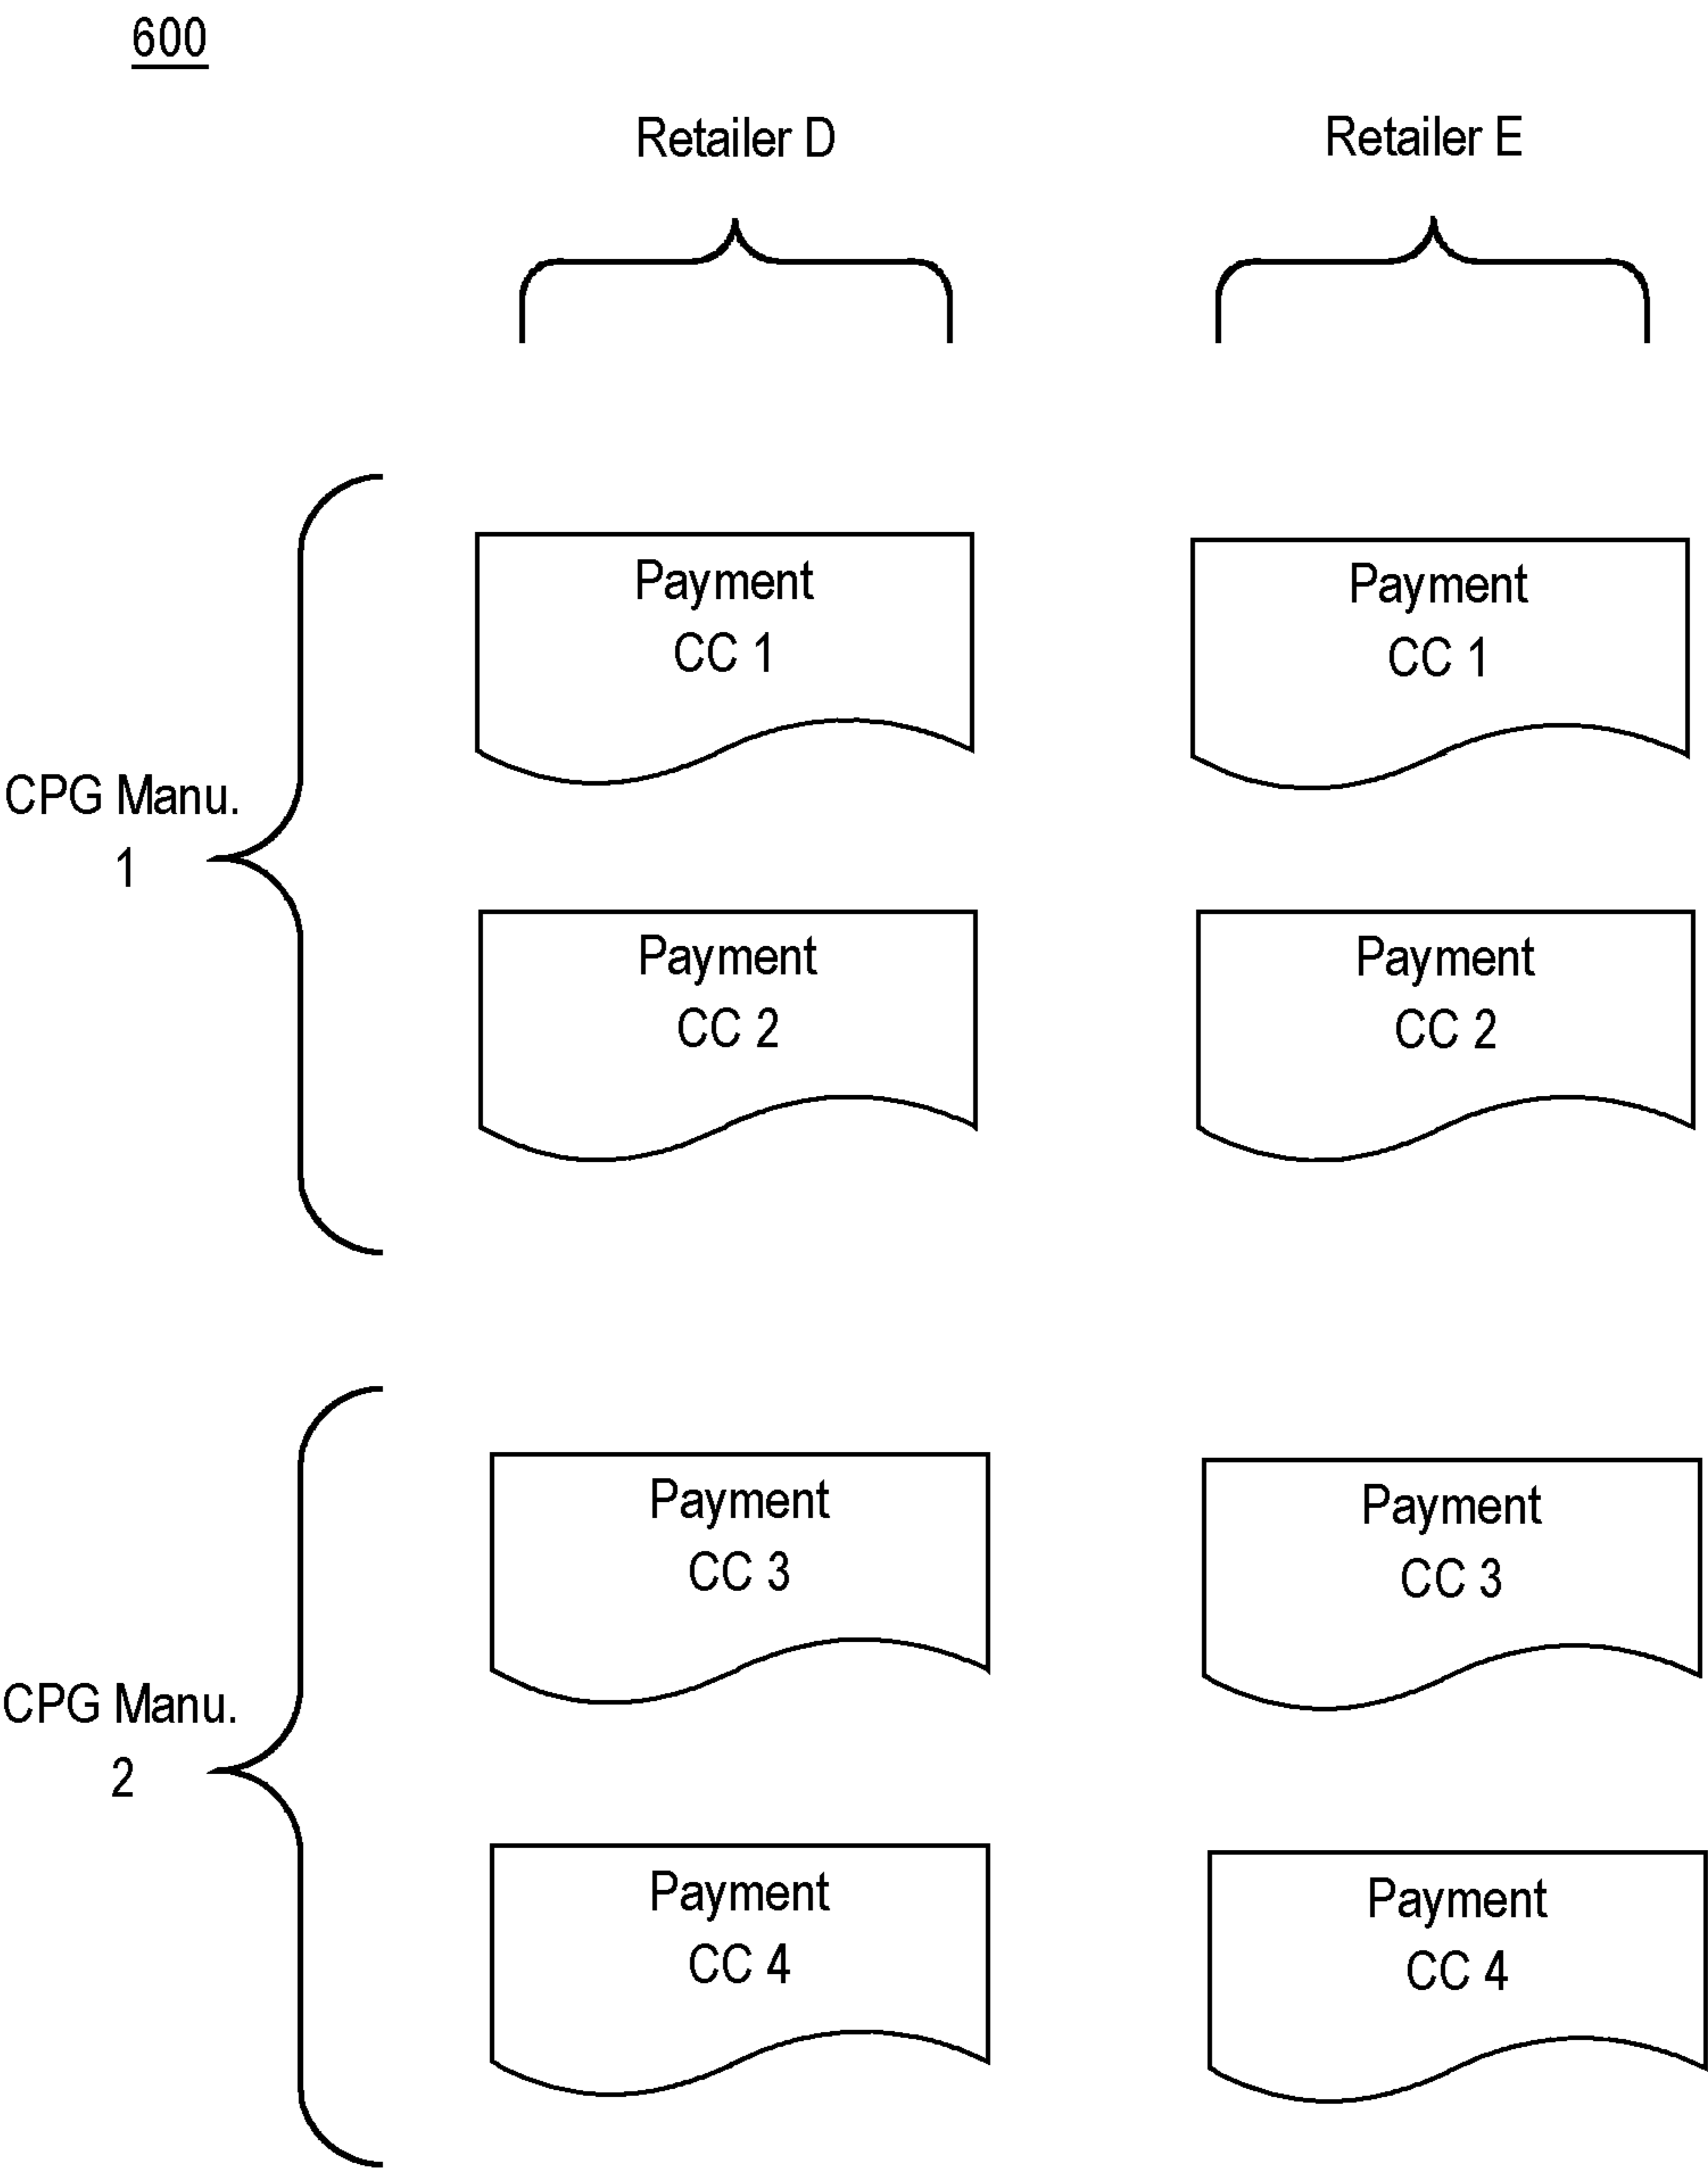 600
Retailer D
Retailer E
CPG Manu.
1
Payment
CC 1
Payment
CC 1
Payment
CC 2
Payment
CC 2
CPG Manu.
2
Payment
CC 3
Payment
CC 3
Payment
CC 4
Payment
CC 4